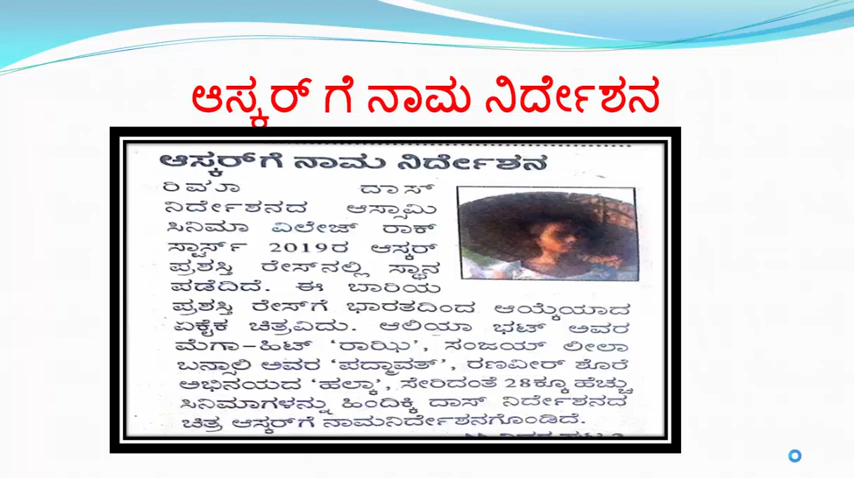 ಆಸ್ಕರ್ ಗೆ ನಾಮ ನಿರ್ದೇಶನ
ಆಸ್ಕರ್‌ಗೆ ನಾಮ ನಿರ್ದೇಶನ
ರಿಮಾ ದಾಸ್
ನಿರ್ದೇಶನದ ಆಸ್ಸಾಮಿ
ಸಿನಿಮಾ ವಿಲೇಜ್ ರಾಕ್
ಸ್ಟಾರ್ಸ್ 2019ರ ಆಸ್ಕರ್
ಪ್ರಶಸ್ತಿ ರೇಸ್‌ನಲ್ಲಿ ಸ್ಥಾನ
ಪಡೆದಿದೆ. ಈ ಬಾರಿಯ
ಪ್ರಶಸ್ತಿ ರೇಸ್‌ಗೆ ಭಾರತದಿಂದ ಆಯ್ಕೆಯಾದ
ಏಕೈಕ ಚಿತ್ರವಿದು. ಆಲಿಯಾ ಭಟ್ ಅವರ
ಮೆಗಾ-ಹಿಟ್ 'ರಾಝಿ', ಸಂಜಯ್ ಲೀಲಾ
ಬನ್ಸಾಲಿ ಅವರ 'ಪದ್ಮಾವತ್', ರಣವೀರ್ ಶೊರೆ
ಅಭಿನಯದ 'ಹಲ್ಕಾ', ಸೇರಿದಂತೆ 28ಕ್ಕೂ ಹೆಚ್ಚು
ಸಿನಿಮಾಗಳನ್ನು ಹಿಂದಿಕ್ಕಿ ದಾಸ್ ನಿರ್ದೇಶನದ
ಚಿತ್ರ ಆಸ್ಕರ್‌ಗೆ ನಾಮನಿರ್ದೇಶನಗೊಂಡಿದೆ.